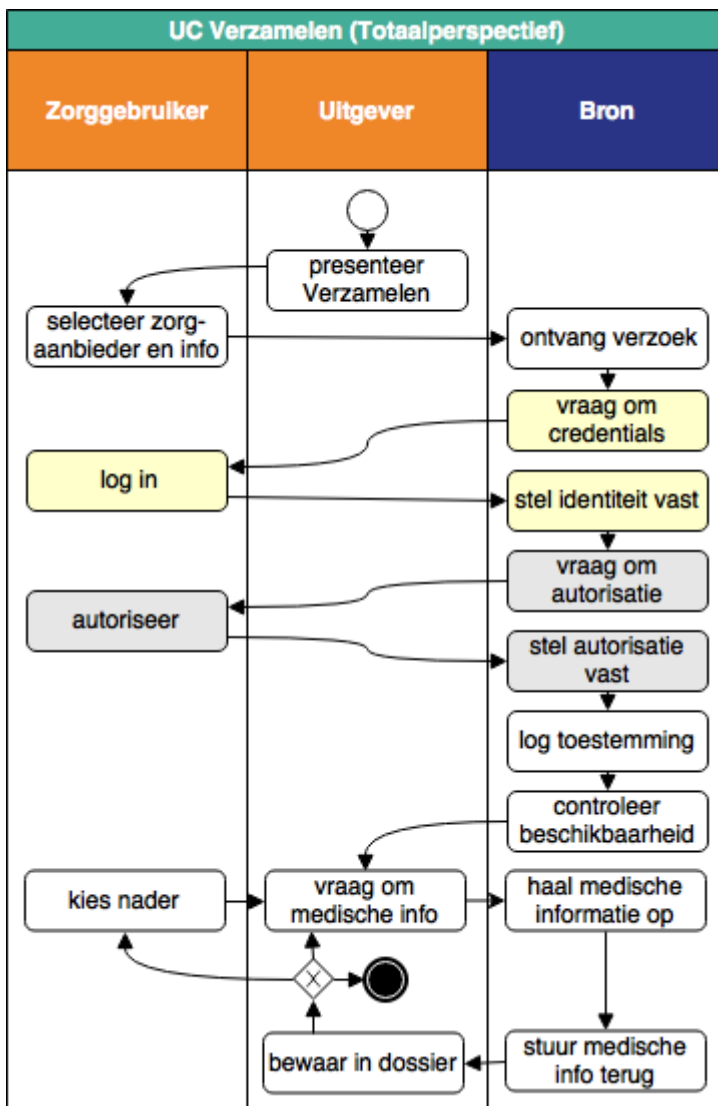 UC Verzamelen (Totaalperspectief)
Zorggebruiker
Uitgever
Bron
presenteer
Verzamelen
selecteer zorg-
aanbieder en info
ontvang verzoek
vraag om
credentials
log in
stel identiteit vast
vraag om
autorisatie
autoriseer
stel autorisatie
vast
log toestemming
controleer
beschikbaarheid
kies nader
vraag om
medische info
haal medische
informatie op
X
bewaar in dossier
stuur medische
info terug